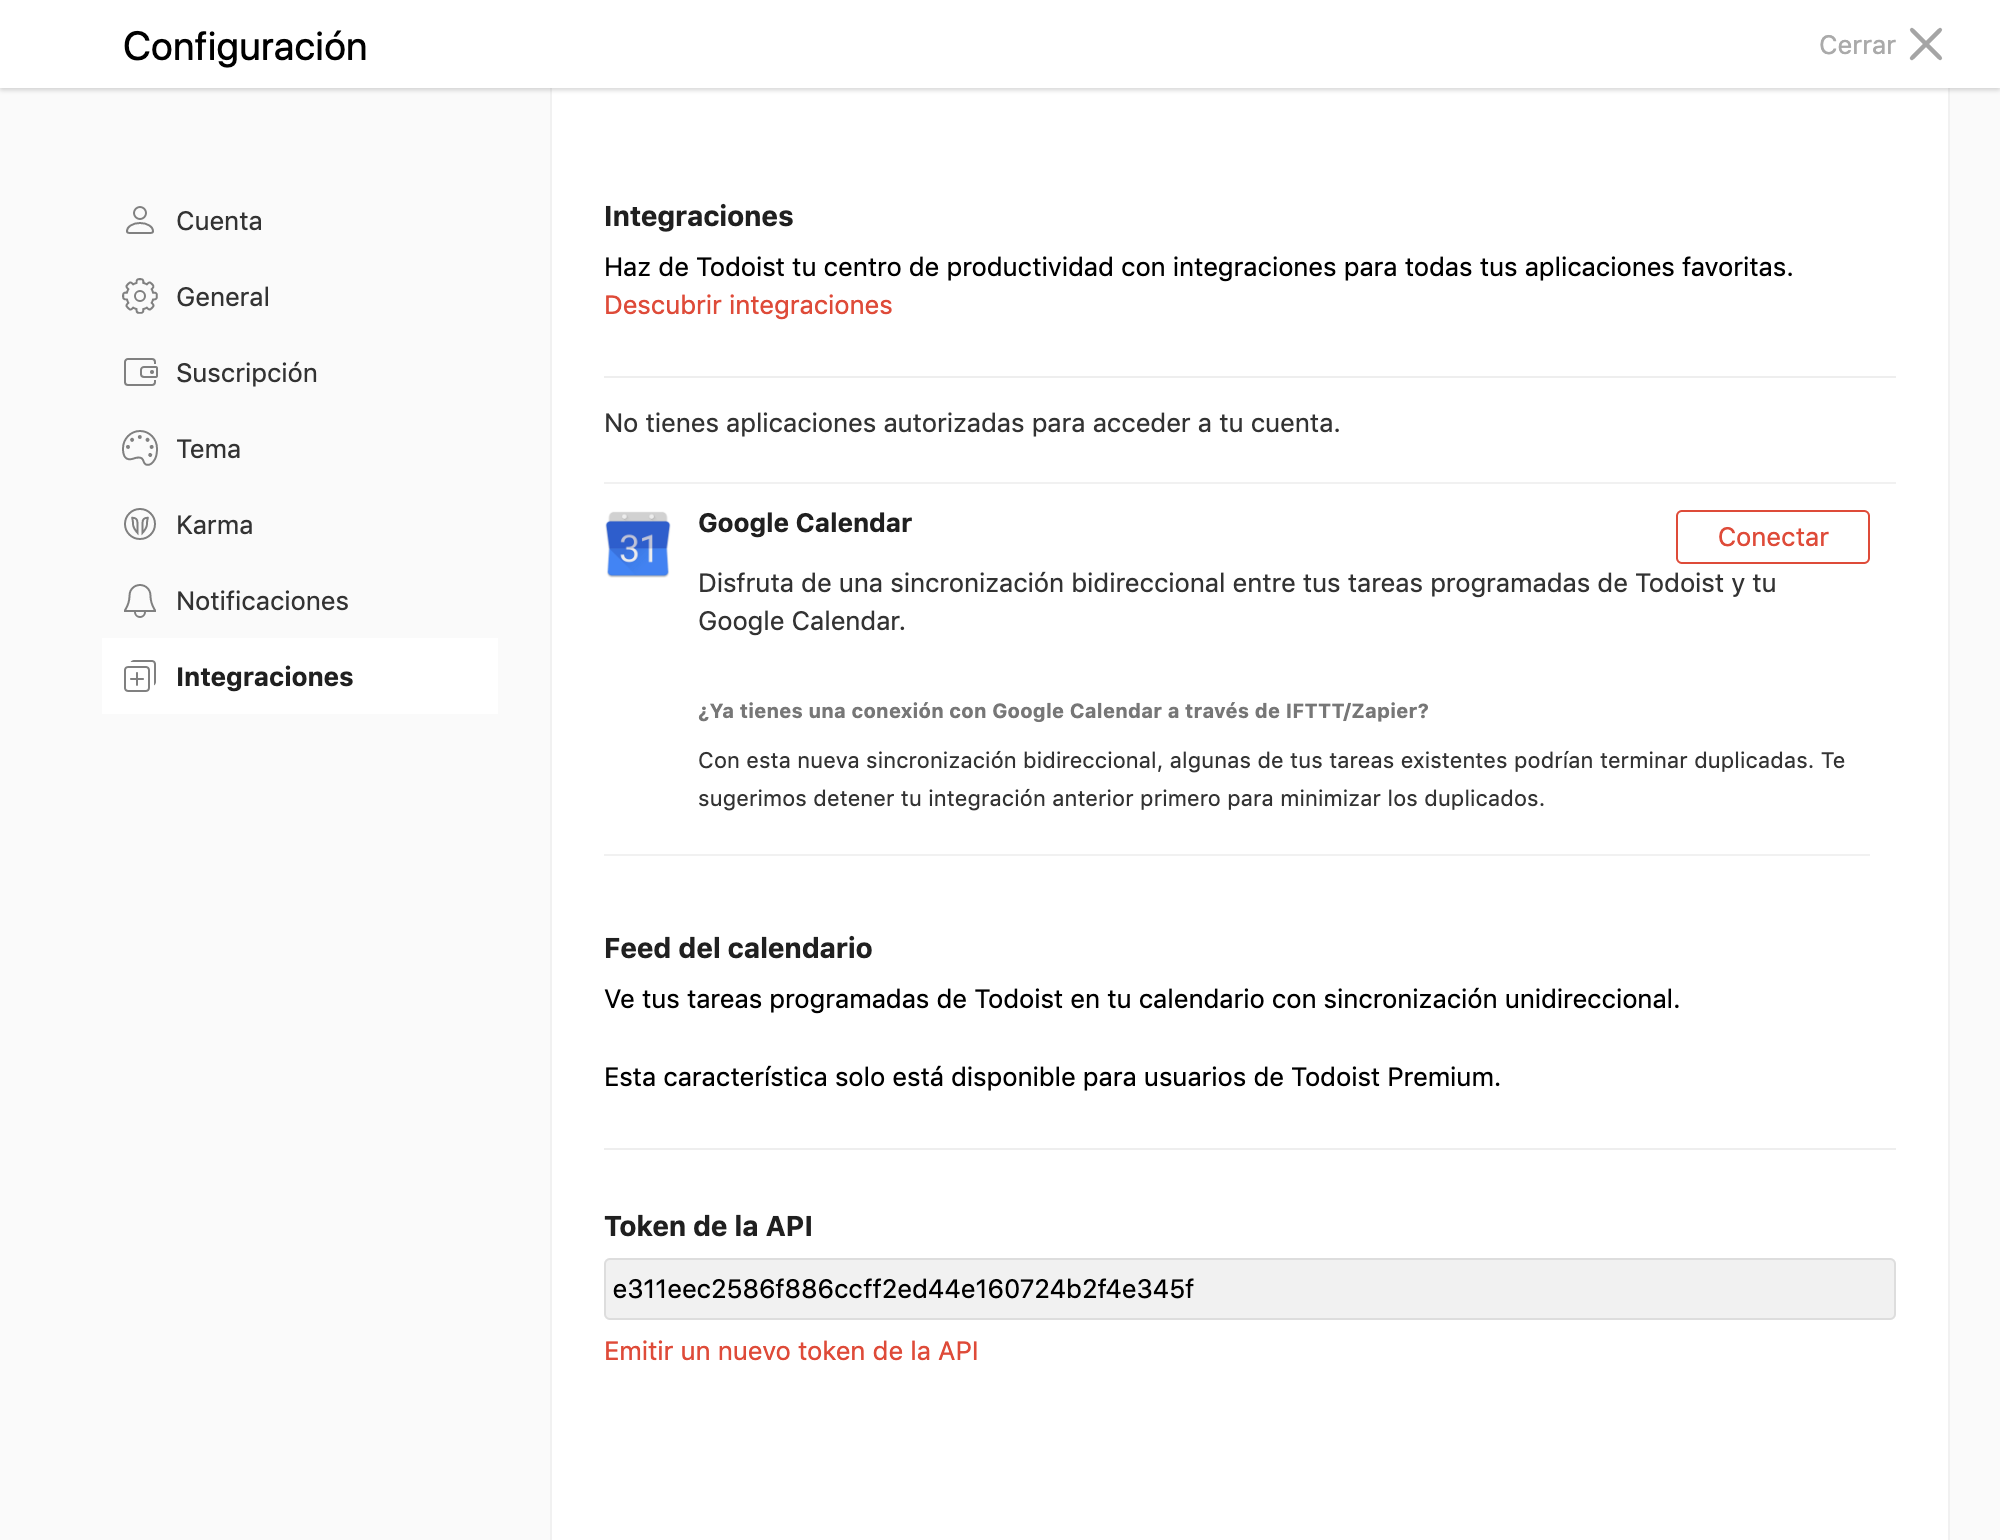 Configuración
Cerrar
Cuenta
General
Suscripción
Tema
Karma
Notificaciones
Integraciones
Integraciones
Haz de Todoist tu centro de productividad con integraciones para todas tus aplicaciones favoritas.
Descubrir integraciones
No tienes aplicaciones autorizadas para acceder a tu cuenta.
31
Google Calendar
Conectar
Disfruta de una sincronización bidireccional entre tus tareas programadas de Todoist y tu
Google Calendar.
¿Ya tienes una conexión con Google Calendar a través de IFTTT/Zapier?
Con esta nueva sincronización bidireccional, algunas de tus tareas existentes podrían terminar duplicadas. Te
sugerimos detener tu integración anterior primero para minimizar los duplicados.
Feed del calendario
Ve tus tareas programadas de Todoist en tu calendario con sincronización unidireccional.
Esta característica solo está disponible para usuarios de Todoist Premium.
Token de la API
e311eec2586f886ccff2ed44e160724b2f4e345f
Emitir un nuevo token de la API